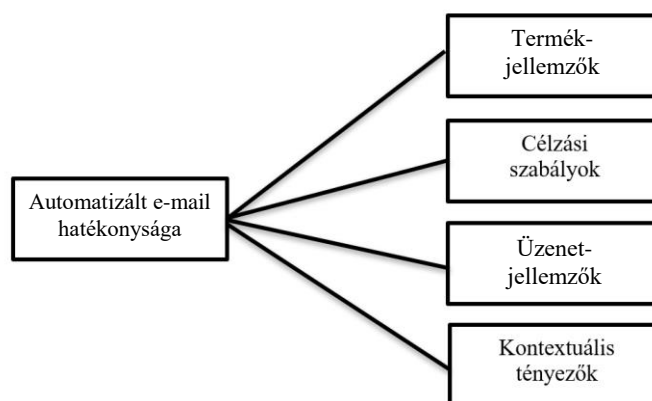 Termék-
jellemzők
Célzási
szabályok
Automatizált e-mail
hatékonysága
Üzenet-
jellemzők
Kontextuális
tényezők